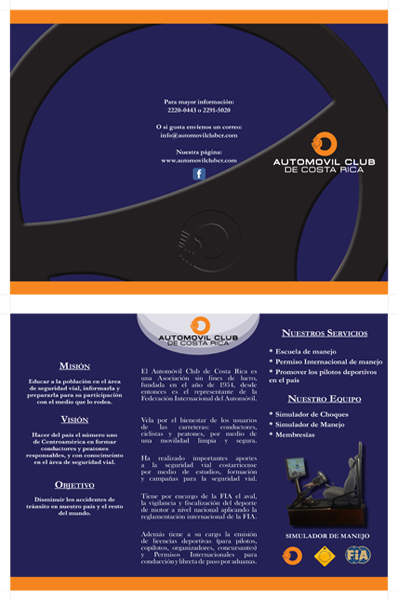 Para mayor información:
2220-0443 o 2291-5020
O si gusta envienos un correo:
info@automovilclubcr.com
Nuestra página:
www.automovilclubcr.com
f
AUTOMOVIL CLUB
DE COSTA RICA
MISIÓN
Educar a la población en el área
de seguridad vial, informarla y
prepararla para su participación
con el medio que lo rodea.
VISIÓN
Hacer del país el número uno
de Centroamérica en formar
conductores y peatones
responsables, y con conocimiento
en el área de seguridad vial.
OBJETIVO
Disminuir los accidentes de
tránsito en nuestro país y el resto
del mundo.
AUTOMOVIL CLUB
DE COSTA RICA
El Automóvil Club de Costa Rica es
una Asociación sin fines de lucro,
fundada en el año de 1954, desde
entonces es el representante de la
Federación Internacional del Automóvil.
Vela por el bienestar de los usuarios
de las carreteras: conductores,
ciclistas y peatones, por medio de
una movilidad limpia y segura.
Ha realizado importantes aportes
a la seguridad vial costarricense
por medio de estudios, formación
y campañas para la seguridad vial.
Tiene por encargo de la FIA el aval,
la vigilancia y fiscalización del deporte
de motor a nivel nacional aplicando la
reglamentación internacional de la FIA.
Además tiene a su cargo la emisión
de licencias deportivas (para pilotos,
copilotos, organizadores, concursantes)
y Permisos Internacionales para
conducción y libreta de paso por aduanas.
NUESTROS SERVICIOS
* Escuela de manejo
* Permiso Internacional de manejo
* Promover los pilotos deportivos
en el país
NUESTRO EQUIPO
* Simulador de Choques
* Simulador de Manejo
* Membresías
SIMULADOR DE MANEJO
FIA